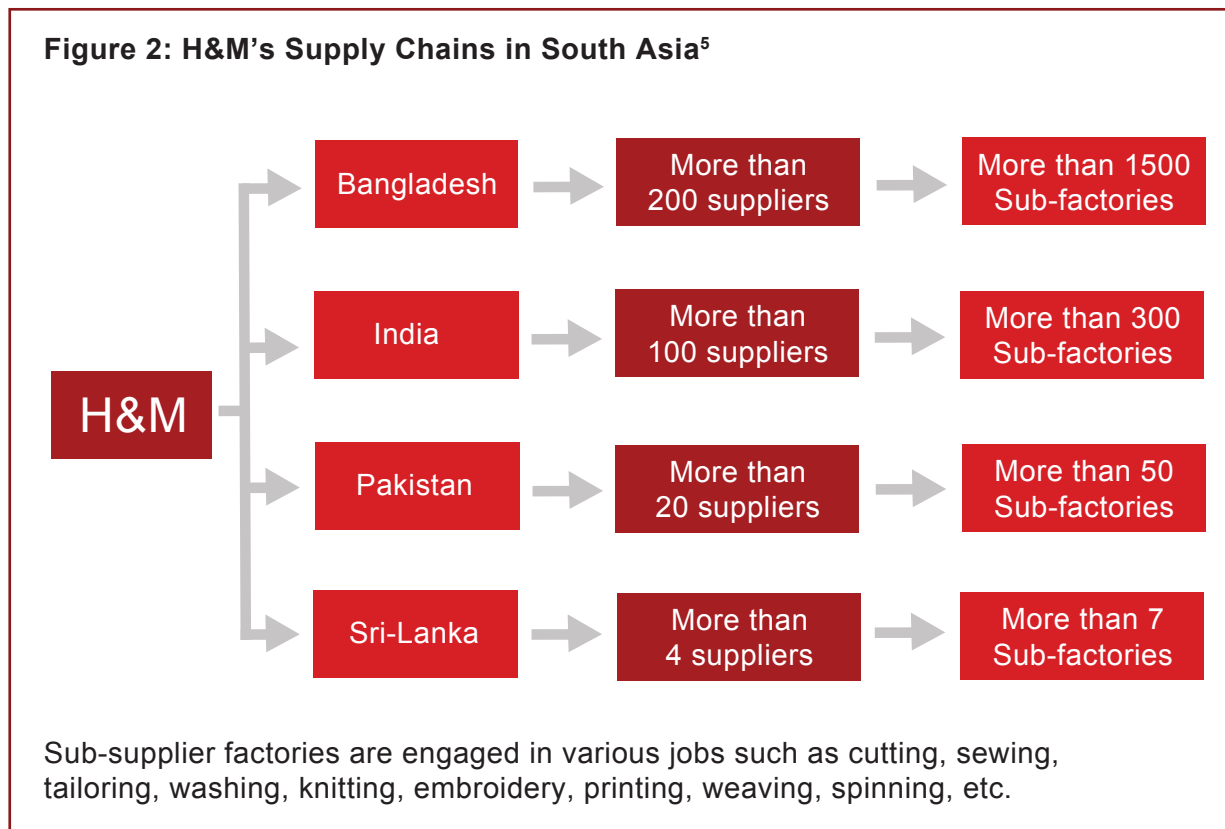 Figure 2: H&M’s Supply Chains in South Asia⁵
H&M
Bangladesh
More than
200 suppliers
More than 1500
Sub-factories
India
More than
100 suppliers
More than 300
Sub-factories
Pakistan
More than
20 suppliers
More than 50
Sub-factories
Sri-Lanka
More than
4 suppliers
More than 7
Sub-factories
Sub-supplier factories are engaged in various jobs such as cutting, sewing,
tailoring, washing, knitting, embroidery, printing, weaving, spinning, etc.